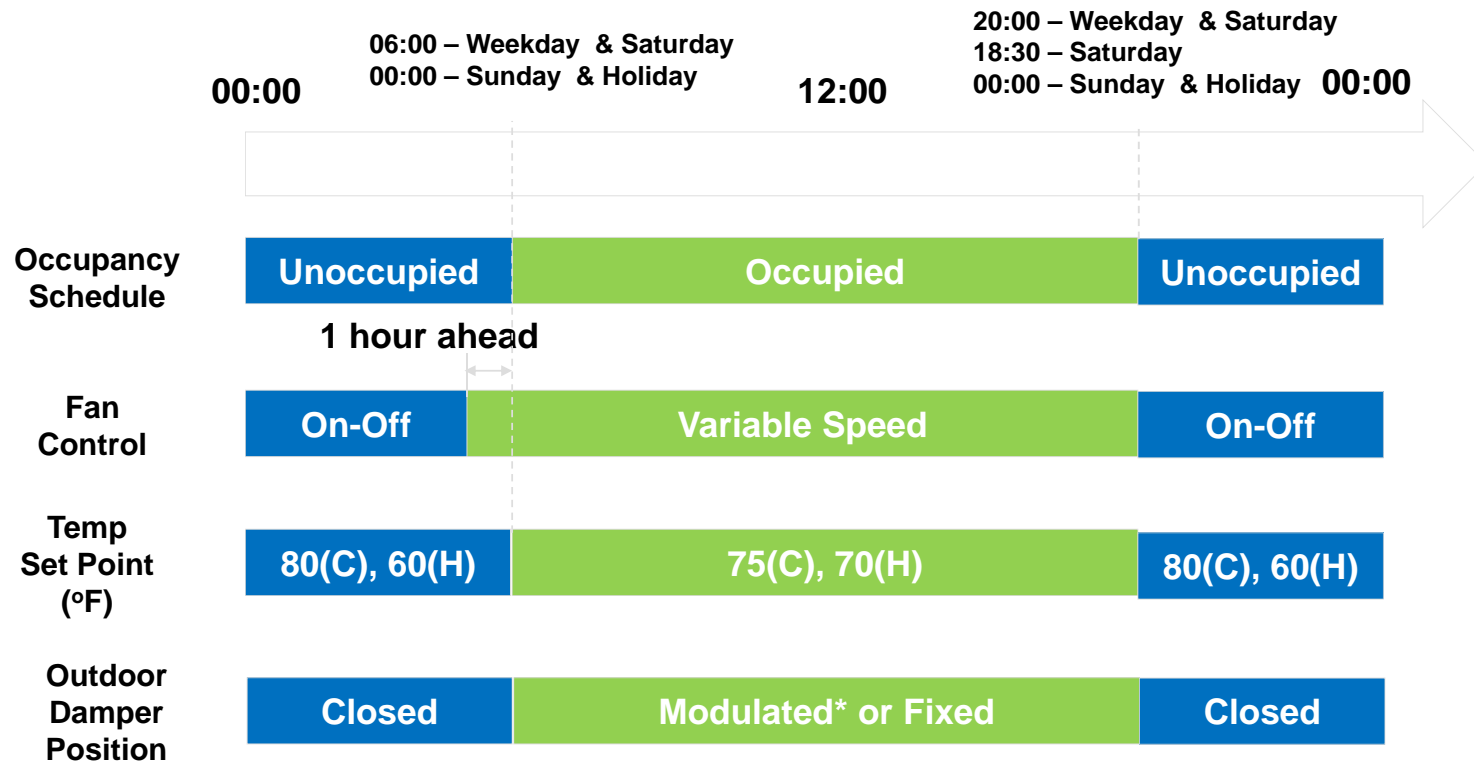 06:00 – Weekday & Saturday
00:00 – Sunday & Holiday
20:00 – Weekday & Saturday
18:30 – Saturday
00:00 – Sunday & Holiday
00:00
12:00
00:00
Occupancy
Schedule
Unoccupied
Occupied
Unoccupied
1 hour ahead
Fan
Control
On-Off
Variable Speed
On-Off
Temp
Set Point
(ºF)
80(C), 60(H)
75(C), 70(H)
80(C), 60(H)
Outdoor
Damper
Position
Closed
Modulated* or Fixed
Closed